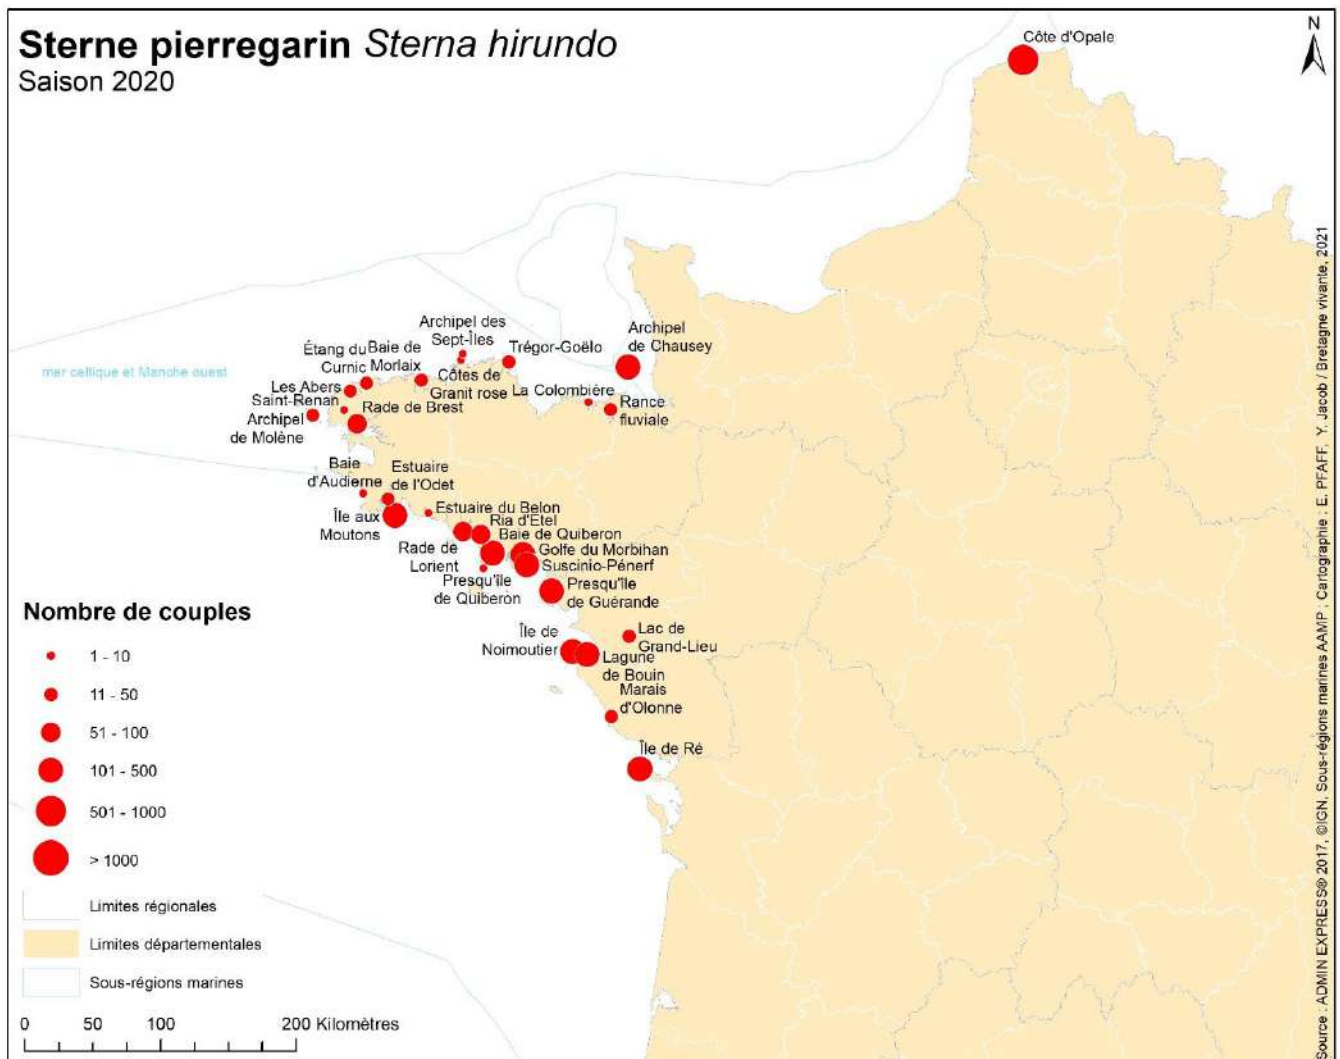 Sterne pierregarin Sterna hirundo
Saison 2020
N
Côte d'Opale
mer celtique et Manche ouest
Archipel des
Sept-Îles
Trégor-Goëlo
Archipel
de Chausey
Étang du
Curnic
Baie de
Morlaix
Côtes de
Granit rose
La Colombière
Rance
fluviale
Les Abers
Saint-Renan
Rade de Brest
Archipel
de Molène
Baie
d'Audierne
Estuaire
de l'Odet
Île aux
Moutons
Estuaire du Belon
Ria d'Etel
Baie de Quiberon
Rade de
Lorient
Golfe du Morbihan
Suscinio-Pénerf
Presqu'île
de Quiberon
Presqu'île
de Guérande
Île de
Noimoutier
Lac de
Grand-Lieu
Lagune
de Bouin
Marais
d'Olonne
Île de Ré
Nombre de couples
1 - 10
11 - 50
51 - 100
101 - 500
501 - 1000
> 1000
Limites régionales
Limites départementales
Sous-régions marines
0 50 100 200 Kilomètres
Source : ADMIN EXPRESS® 2017, ©IGN, Sous-régions marines AAMP ; Cartographie : E. PFAFF, Y. Jacob / Bretagne vivante, 2021